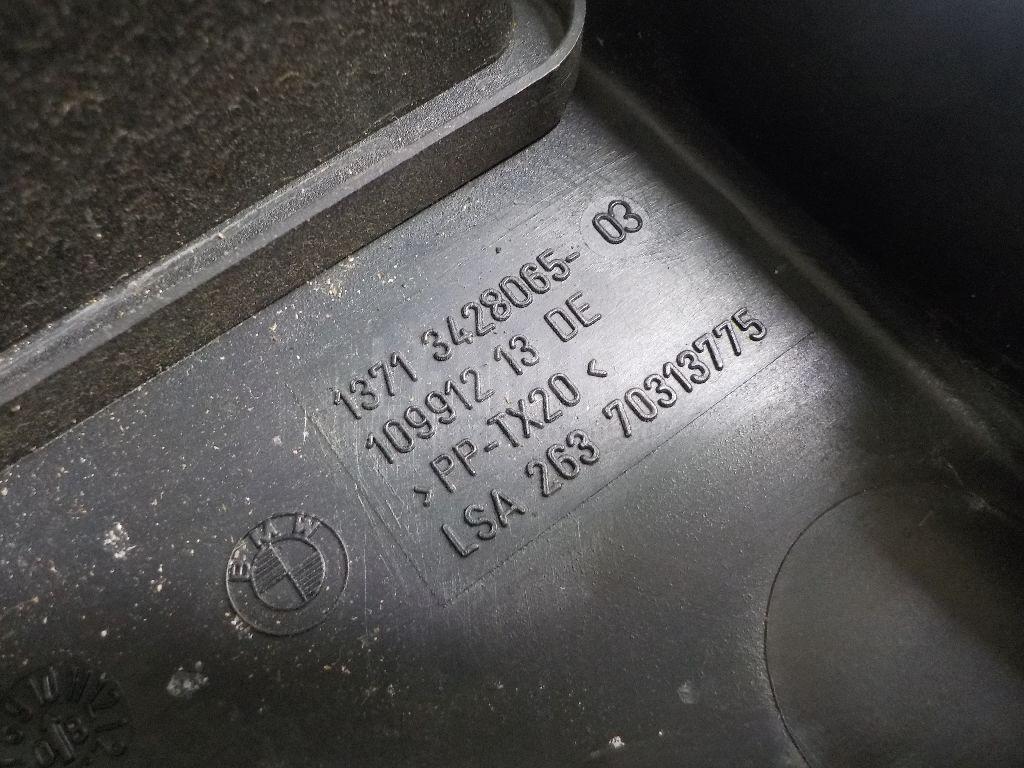 1371 3428065- 03
109912 13 DE
>PP-TX20<
LSA 263 70313775
BMW